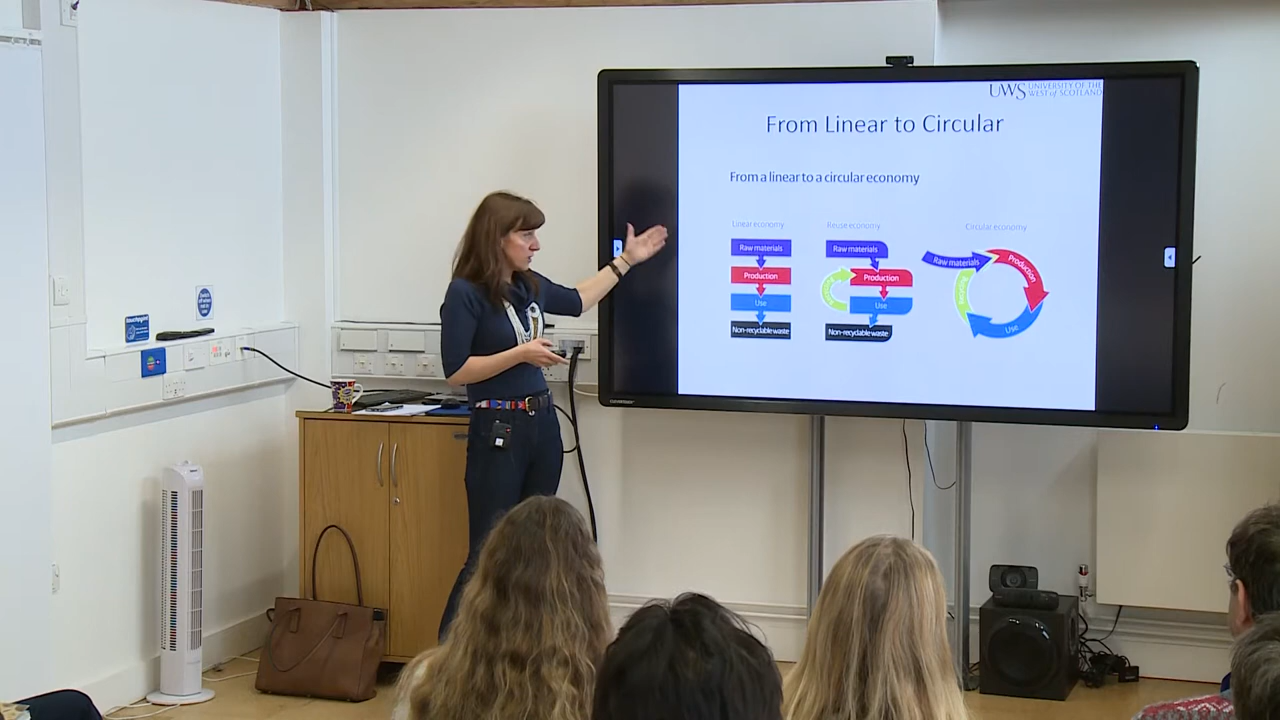 UWS UNIVERSITY OF THE
WEST of SCOTLAND
From Linear to Circular
From a linear to a circular economy
Linear economy
Raw materials
Production
Use
Non-recyclable waste
Reuse economy
Raw materials
Production
Use
Non-recyclable waste
Circular economy
Raw materials
Production
Use